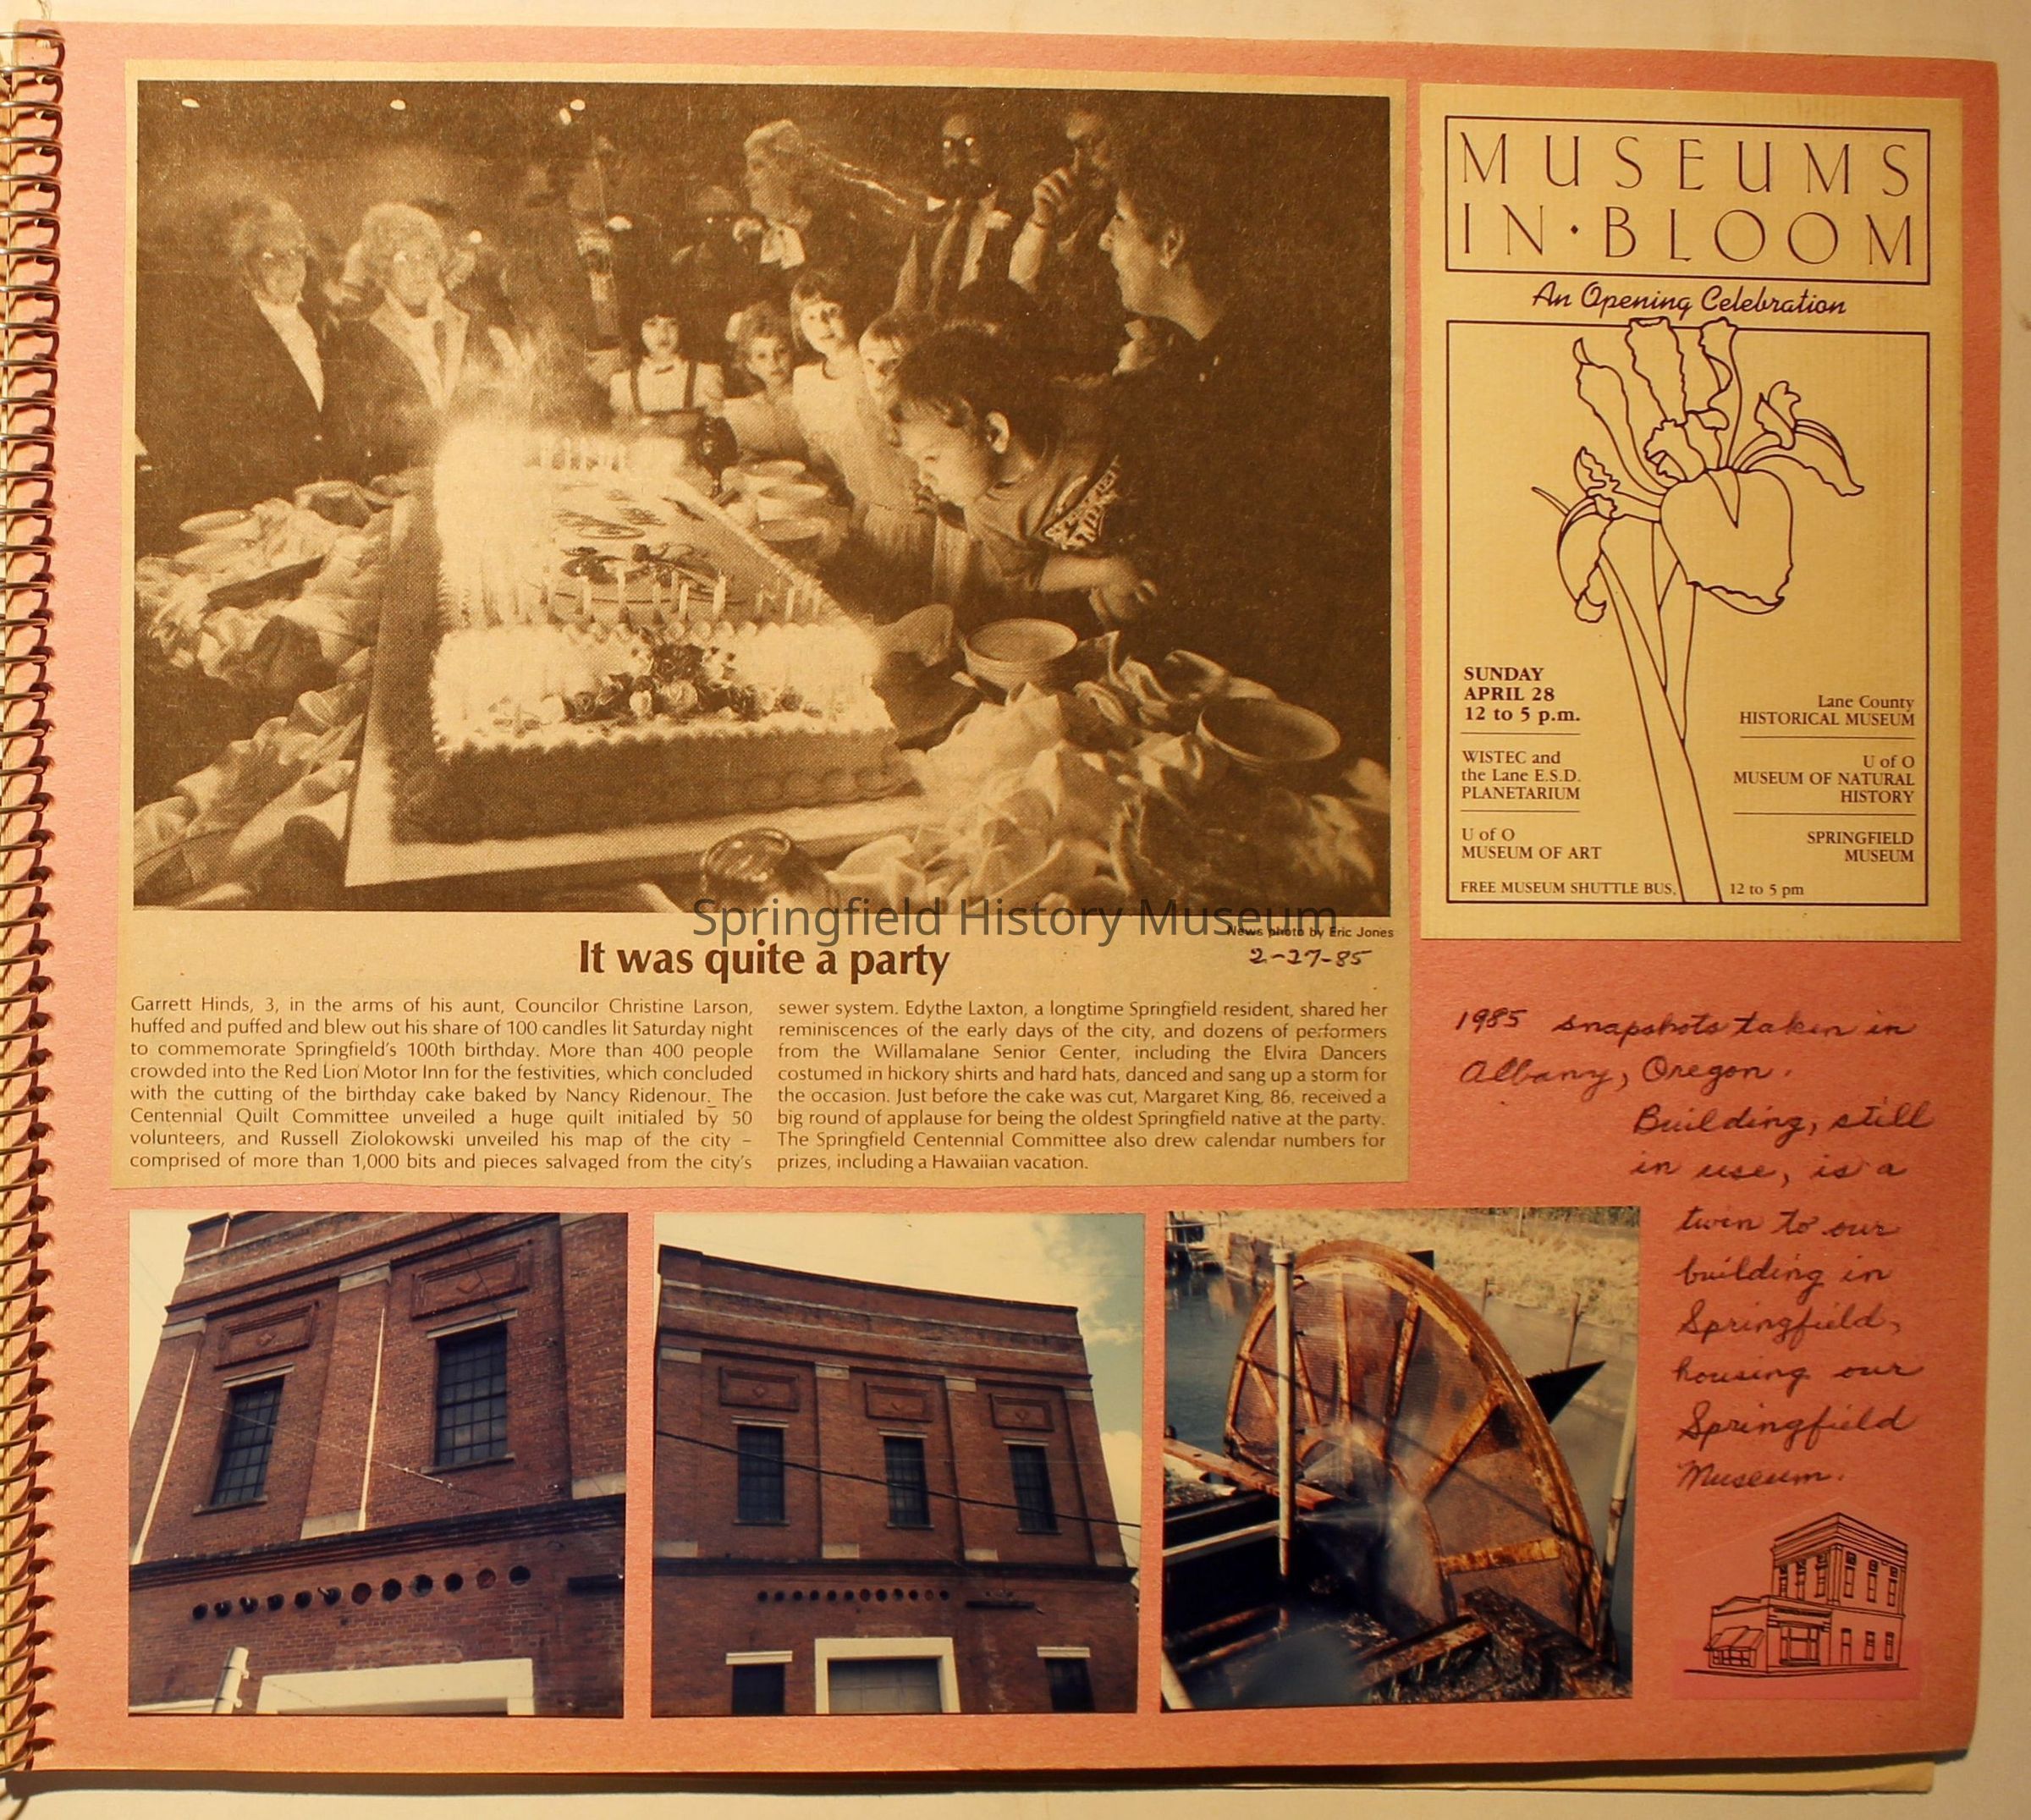 News photo by Eric Jones
It was quite a party
2-27-85
Garrett Hinds, 3, in the arms of his aunt, Councilor Christine Larson,
huffed and puffed and blew out his share of 100 candles lit Saturday night
to commemorate Springfield's 100th birthday. More than 400 people
crowded into the Red Lion Motor Inn for the festivities, which concluded
with the cutting of the birthday cake baked by Nancy Ridenour. The
Centennial Quilt Committee unveiled a huge quilt initialed by 50
volunteers, and Russell Ziolokowski unveiled his map of the city –
comprised of more than 1,000 bits and pieces salvaged from the city's
sewer system. Edythe Laxton, a longtime Springfield resident, shared her
reminiscences of the early days of the city, and dozens of performers
from the Willamalane Senior Center, including the Elvira Dancers
costumed in hickory shirts and hard hats, danced and sang up a storm for
the occasion. Just before the cake was cut, Margaret King, 86, received a
big round of applause for being the oldest Springfield native at the party.
The Springfield Centennial Committee also drew calendar numbers for
prizes, including a Hawaiian vacation.
MUSEUMS
IN·BLOOM
An Opening Celebration
SUNDAY
APRIL 28
12 to 5 p.m.
WISTEC and
the Lane E.S.D.
PLANETARIUM
U of O
MUSEUM OF ART
Lane County
HISTORICAL MUSEUM
U of O
MUSEUM OF NATURAL
HISTORY
SPRINGFIELD
MUSEUM
FREE MUSEUM SHUTTLE BUS, 12 to 5 pm
1985 snapshots taken in
Albany, Oregon.
Building, still
in use, is a
twin to our
building in
Springfield,
housing our
Springfield
Museum.
Springfield History Museum